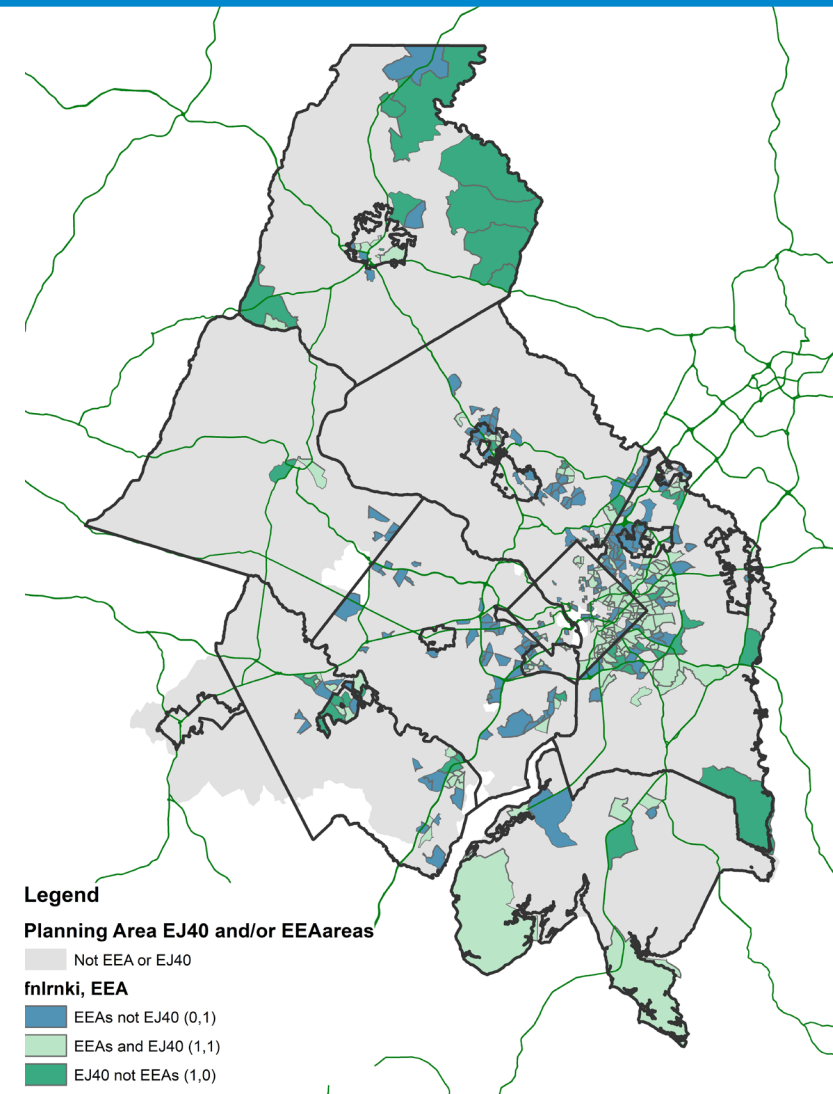 Legend
Planning Area EJ40 and/or EEAareas
Not EEA or EJ40
fnlrnki, EEA
EEAs not EJ40 (0,1)
EEAs and EJ40 (1,1)
EJ40 not EEAs (1,0)